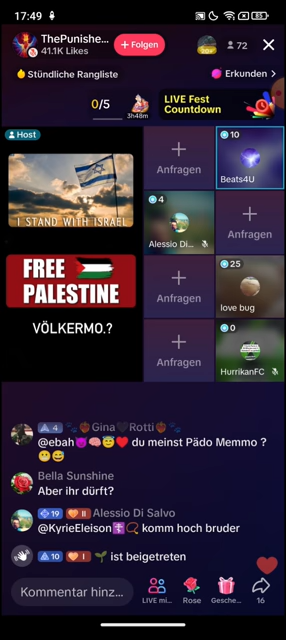 17:49
85
ThePunishe...
41.1K Likes
+ Folgen
72
Stündliche Rangliste
Erkunden >
0/5
3h48m
LIVE Fest
Countdown
Host
I STAND WITH ISRAEL
FREE
PALESTINE
VÖLKERMO.?
Anfragen
10
Beats4U
4
Alessio Di...
Anfragen
Anfragen
25
love bug
Anfragen
0
HurrikanFC
4 Gina🖤Rotti
@ebah😈🧠😇❤️ du meinst Pädo Memmo ?
😬😅
Bella Sunshine
Aber ihr dürft?
19 II Alessio Di Salvo
@KyrieEleison☦️📿 komm hoch bruder
10 I 🌱 ist beigetreten
Kommentar hinz...
LIVE mi...
Rose
Gesche...
16